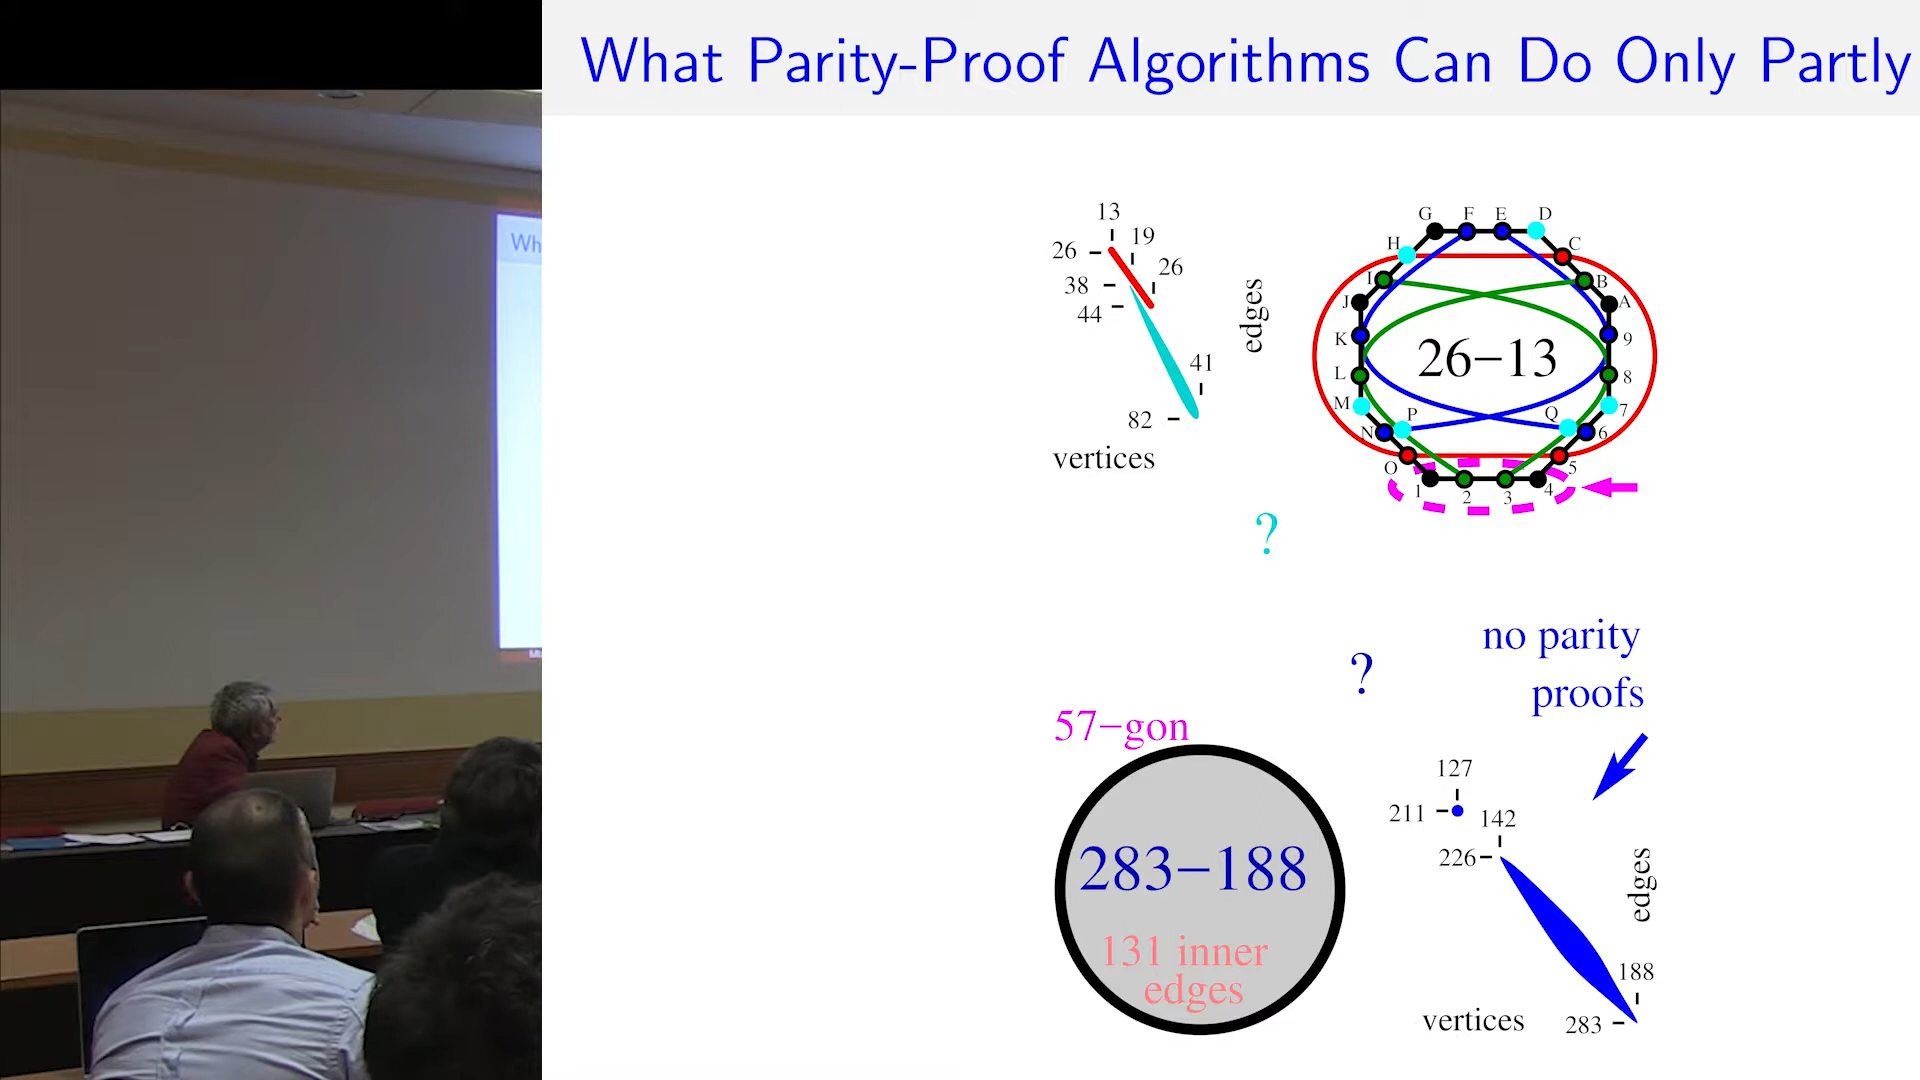 What Parity-Proof Algorithms Can Do Only Partly
Wh
13
26
19
38
26
44
41
82
vertices
edges
G F E D
H C
I B
J A
K 9
L 8
M 7
N P Q 6
O 5
1 2 3 4
26-13
?
?
no parity
proofs
57-gon
283-188
131 inner
edges
127
211
142
226
188
283
vertices
edges